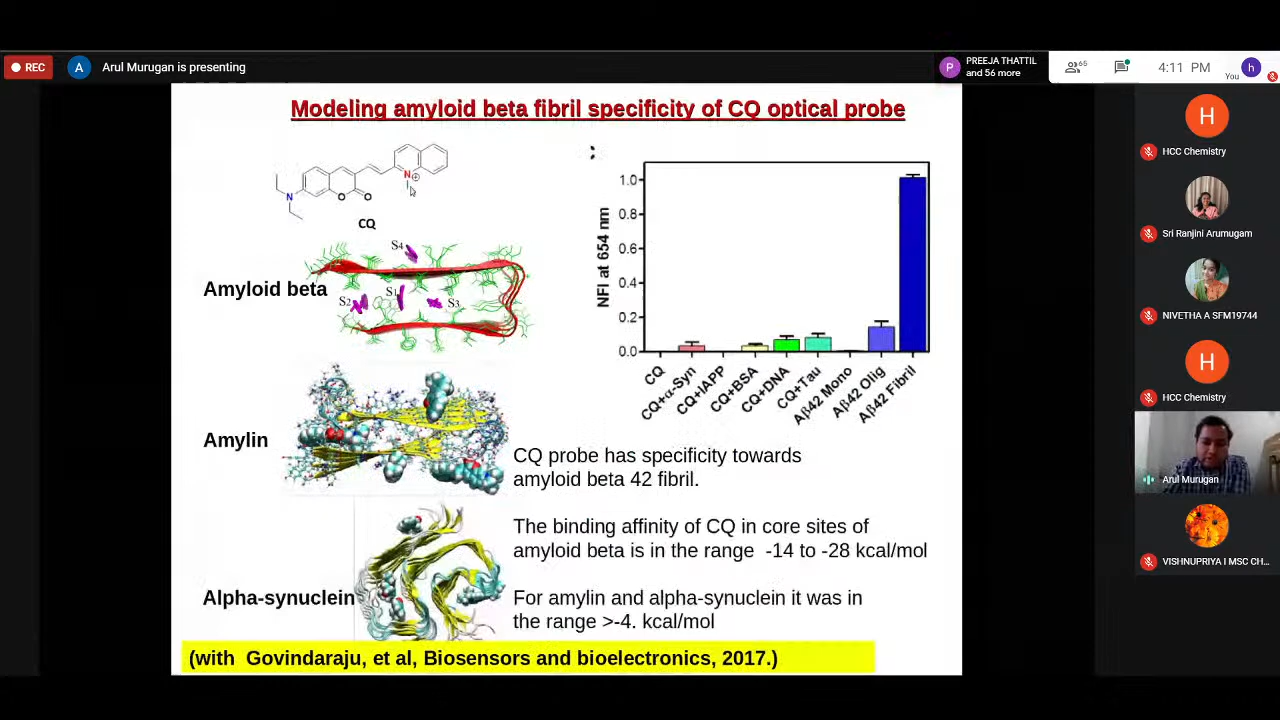 REC
A
Arul Murugan is presenting
P
PREEJA THATTIL
and 56 more
65
4:11 PM
You
h
Modeling amyloid beta fibril specificity of CQ optical probe
N
O
O
N
CQ
:
Amyloid beta
S4
S2
S1
S3
NFI at 654 nm
1.0
0.8
0.6
0.4
0.2
0.0
CQ
CQ+α-Syn
CQ+IAPP
CQ+BSA
CQ+DNA
CQ+Tau
Aβ42 Mono
Aβ42 Olig
Aβ42 Fibril
Amylin
CQ probe has specificity towards
amyloid beta 42 fibril.
The binding affinity of CQ in core sites of
amyloid beta is in the range -14 to -28 kcal/mol
Alpha-synuclein
For amylin and alpha-synuclein it was in
the range >-4. kcal/mol
(with Govindaraju, et al, Biosensors and bioelectronics, 2017.)
H
HCC Chemistry
Sri Ranjini Arumugam
NIVETHA A SFM19744
H
HCC Chemistry
Arul Murugan
VISHNUPRIYA I MSC CH...